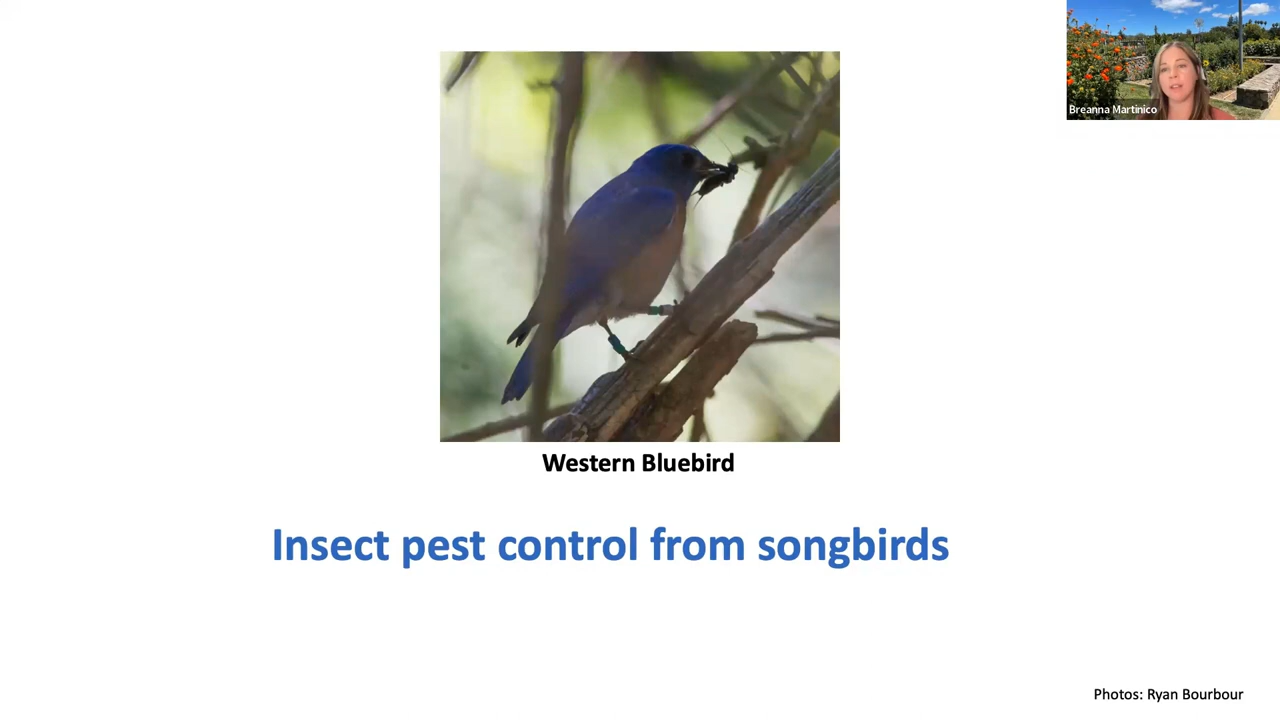 Breanna Martinico
Western Bluebird
Insect pest control from songbirds
Photos: Ryan Bourbour